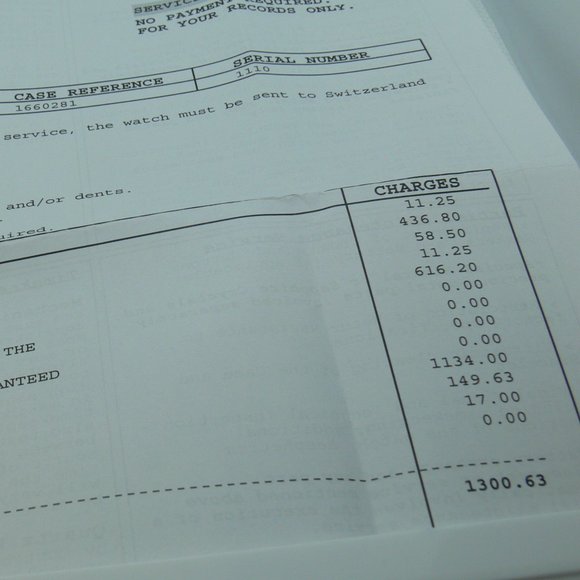 SERVICE
NO PAYMENT REQUIRED.
FOR YOUR RECORDS ONLY.
CASE REFERENCE SERIAL NUMBER
1660281 1110
service, the watch must be sent to Switzerland
and/or dents.
uired.
CHARGES
11.25
436.80
58.50
11.25
616.20
0.00
0.00
0.00
THE 0.00
1134.00
ANTEED 149.63
17.00
0.00
1300.63